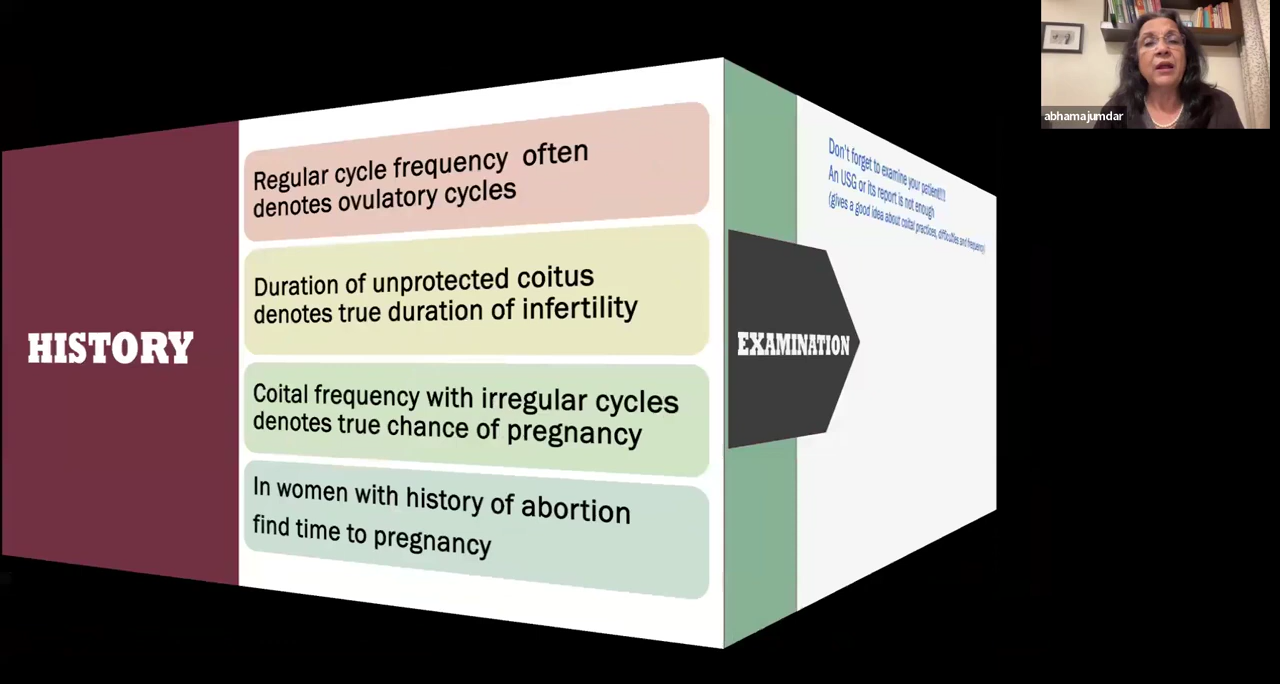 abhamajumdar
HISTORY
Regular cycle frequency often
denotes ovulatory cycles
Duration of unprotected coitus
denotes true duration of infertility
Coital frequency with irregular cycles
denotes true chance of pregnancy
In women with history of abortion
find time to pregnancy
EXAMINATION
Don't forget to examine your patient!!!!
An USG or its report is not enough
(gives a good idea about coital practices, difficulties and frequency)